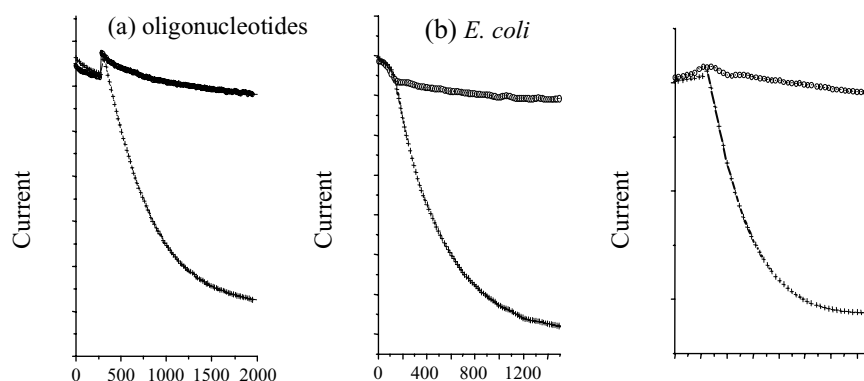 (a) oligonucleotides
(b) E. coli
Current
Current
Current
0 500 1000 1500 2000
0 400 800 1200